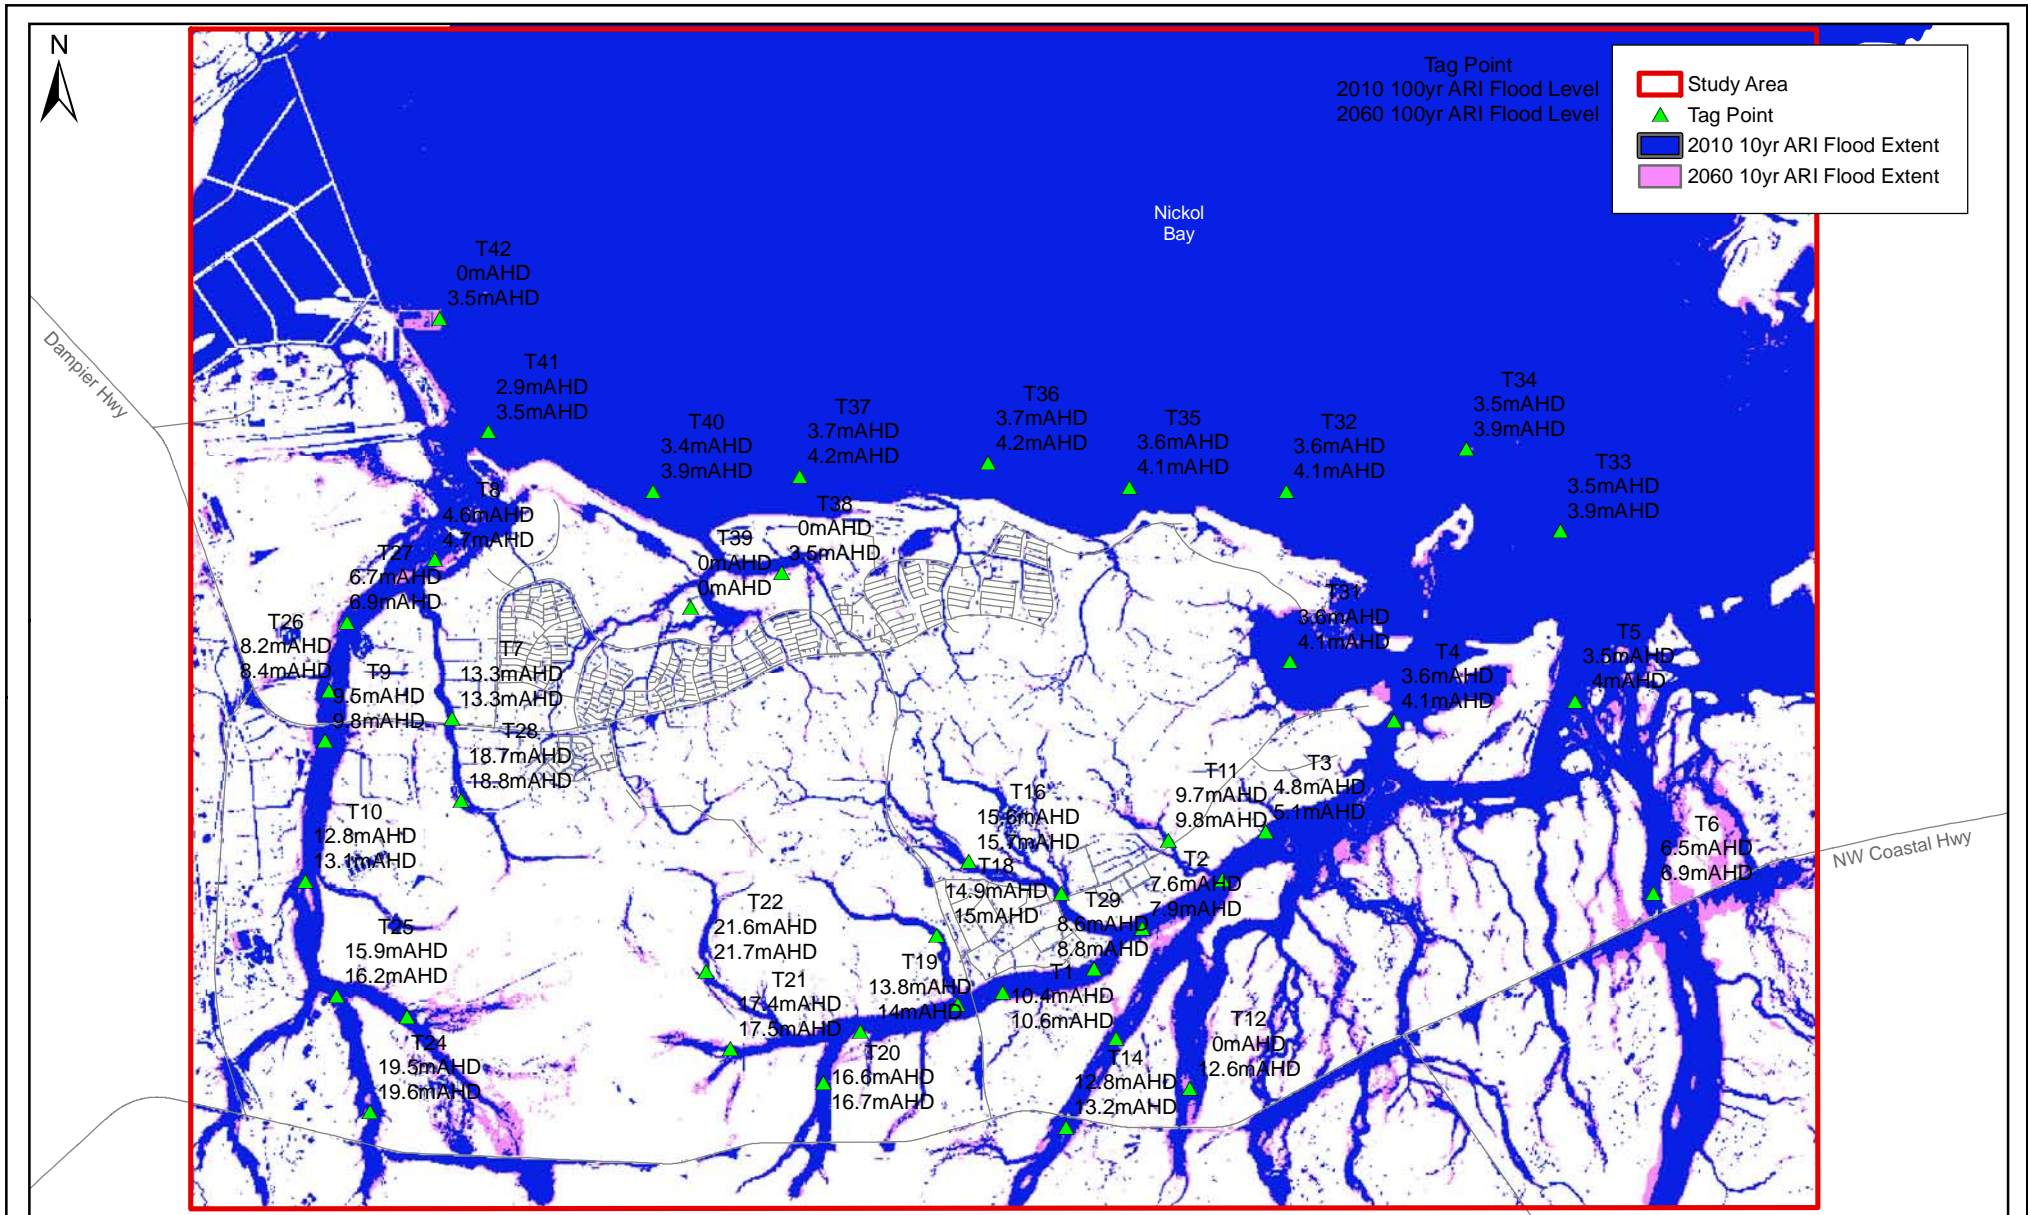 N
Tag Point
2010 100yr ARI Flood Level
2060 100yr ARI Flood Level
Study Area
Tag Point
2010 10yr ARI Flood Extent
2060 10yr ARI Flood Extent
Nickol
Bay
Dampier Hwy
NW Coastal Hwy
T42
0mAHD
3.5mAHD
T41
2.9mAHD
3.5mAHD
T40
3.4mAHD
3.9mAHD
T37
3.7mAHD
4.2mAHD
T36
3.7mAHD
4.2mAHD
T35
3.6mAHD
4.1mAHD
T32
3.6mAHD
4.1mAHD
T34
3.5mAHD
3.9mAHD
T33
3.5mAHD
3.9mAHD
T8
4.6mAHD
4.7mAHD
T38
0mAHD
3.5mAHD
T39
0mAHD
0mAHD
T27
6.7mAHD
6.9mAHD
T26
8.2mAHD
8.4mAHD
T9
9.5mAHD
9.8mAHD
T7
13.3mAHD
13.3mAHD
T28
18.7mAHD
18.8mAHD
T31
3.6mAHD
4.1mAHD
T4
3.6mAHD
4.1mAHD
T5
3.5mAHD
4mAHD
T10
12.8mAHD
13.1mAHD
T16
15.6mAHD
15.7mAHD
T11
9.7mAHD
9.8mAHD
T3
4.8mAHD
5.1mAHD
T6
6.5mAHD
6.9mAHD
T18
14.9mAHD
15mAHD
T2
7.6mAHD
7.9mAHD
T29
8.6mAHD
8.8mAHD
T22
21.6mAHD
21.7mAHD
T25
15.9mAHD
16.2mAHD
T21
17.4mAHD
17.5mAHD
T19
13.8mAHD
14mAHD
T1
10.4mAHD
10.6mAHD
T12
0mAHD
12.6mAHD
T24
19.5mAHD
19.6mAHD
T20
16.6mAHD
16.7mAHD
T14
12.8mAHD
13.2mAHD